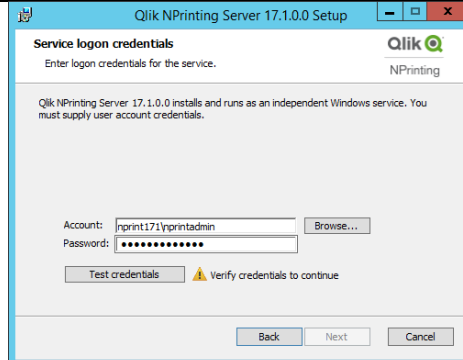 Qlik NPrinting Server 17.1.0.0 Setup
Service logon credentials
Enter logon credentials for the service.
Qlik
NPrinting
Qlik NPrinting Server 17.1.0.0 installs and runs as an independent Windows service. You
must supply user account credentials.
Account: nprint171\nprintadmin Browse...
Password: ●●●●●●●●●●●●●
Test credentials Verify credentials to continue
Back Next Cancel